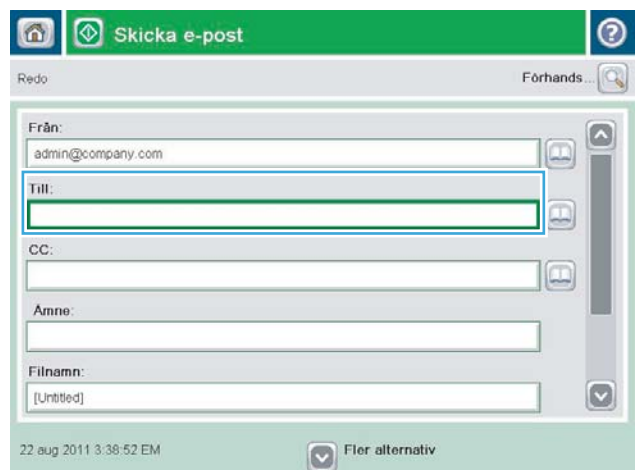 Skicka e-post
Redo
Förhands...
Från:
admin@company.com
Till:
CC:
Ämne:
Filnamn:
[Untitled]
22 aug 2011 3:38:52 EM
Fler alternativ